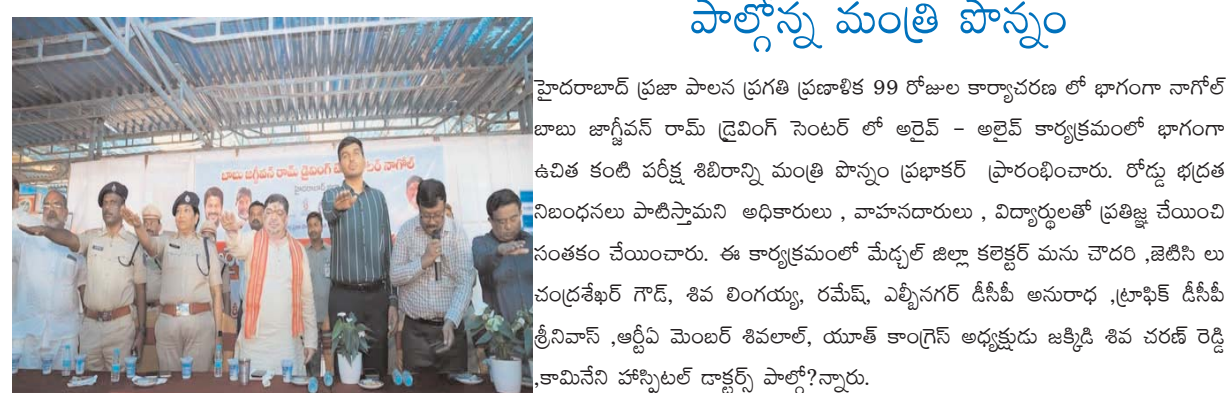 పాల్గొన్న మంత్రి పొన్నం
హైదరాబాద్ ప్రజా పాలన ప్రగతి ప్రణాళిక 99 రోజుల కార్యాచరణ లో భాగంగా నాగోల్
బాబు జాగ్జీవన్ రామ్ డ్రైవింగ్ సెంటర్ లో అరైవ్ – అలైవ్ కార్యక్రమంలో భాగంగా
ఉచిత కంటి పరీక్ష శిబిరాన్ని మంత్రి పొన్నం ప్రభాకర్ ప్రారంభించారు. రోడ్డు భద్రత
నిబంధనలు పాటిస్తామని అధికారులు , వాహనదారులు , విద్యార్థులతో ప్రతిజ్ఞ చేయించి
సంతకం చేయించారు. ఈ కార్యక్రమంలో మేడ్చల్ జిల్లా కలెక్టర్ మను చౌదరి ,జెటిసి లు
చంద్రశేఖర్ గౌడ్, శివ లింగయ్య, రమేష్, ఎల్బీనగర్ డీసీపీ అనురాధ ,ట్రాఫిక్ డీసీపీ
శ్రీనివాస్ ,ఆర్టీఏ మెంబర్ శివలాల్, యూత్ కాంగ్రెస్ అధ్యక్షుడు జక్కిడి శివ చరణ్ రెడ్డి
,కామినేని హాస్పిటల్ డాక్టర్స్ పాల్గో?న్నారు.
బాబు జగ్జీవన్ రామ్ డ్రైవింగ్ నాగోల్
హైదరాబాద్